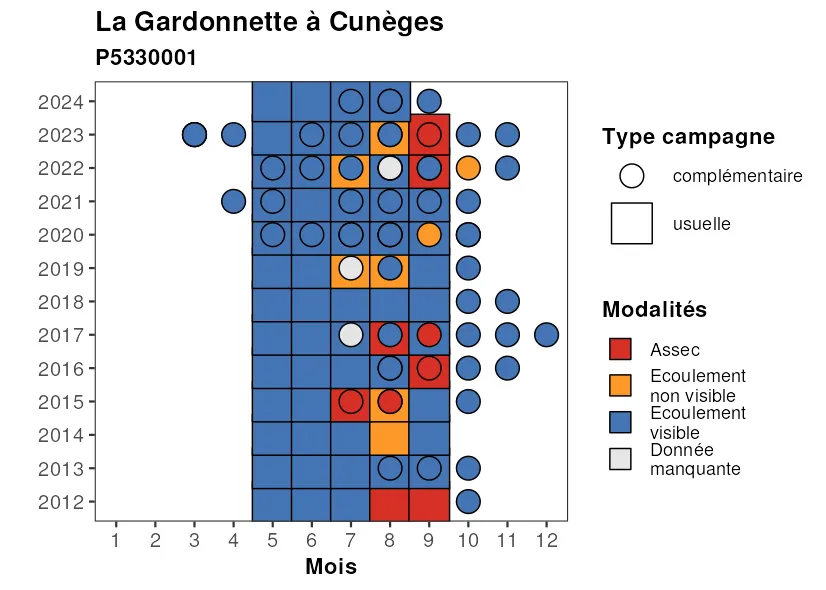 La Gardonnette à Cunèges
P5330001
2024
2023
2022
2021
2020
2019
2018
2017
2016
2015
2014
2013
2012
1 2 3 4 5 6 7 8 9 10 11 12
Mois
Type campagne
complémentaire
usuelle
Modalités
Assec
Ecoulement
non visible
Ecoulement
visible
Donnée
manquante